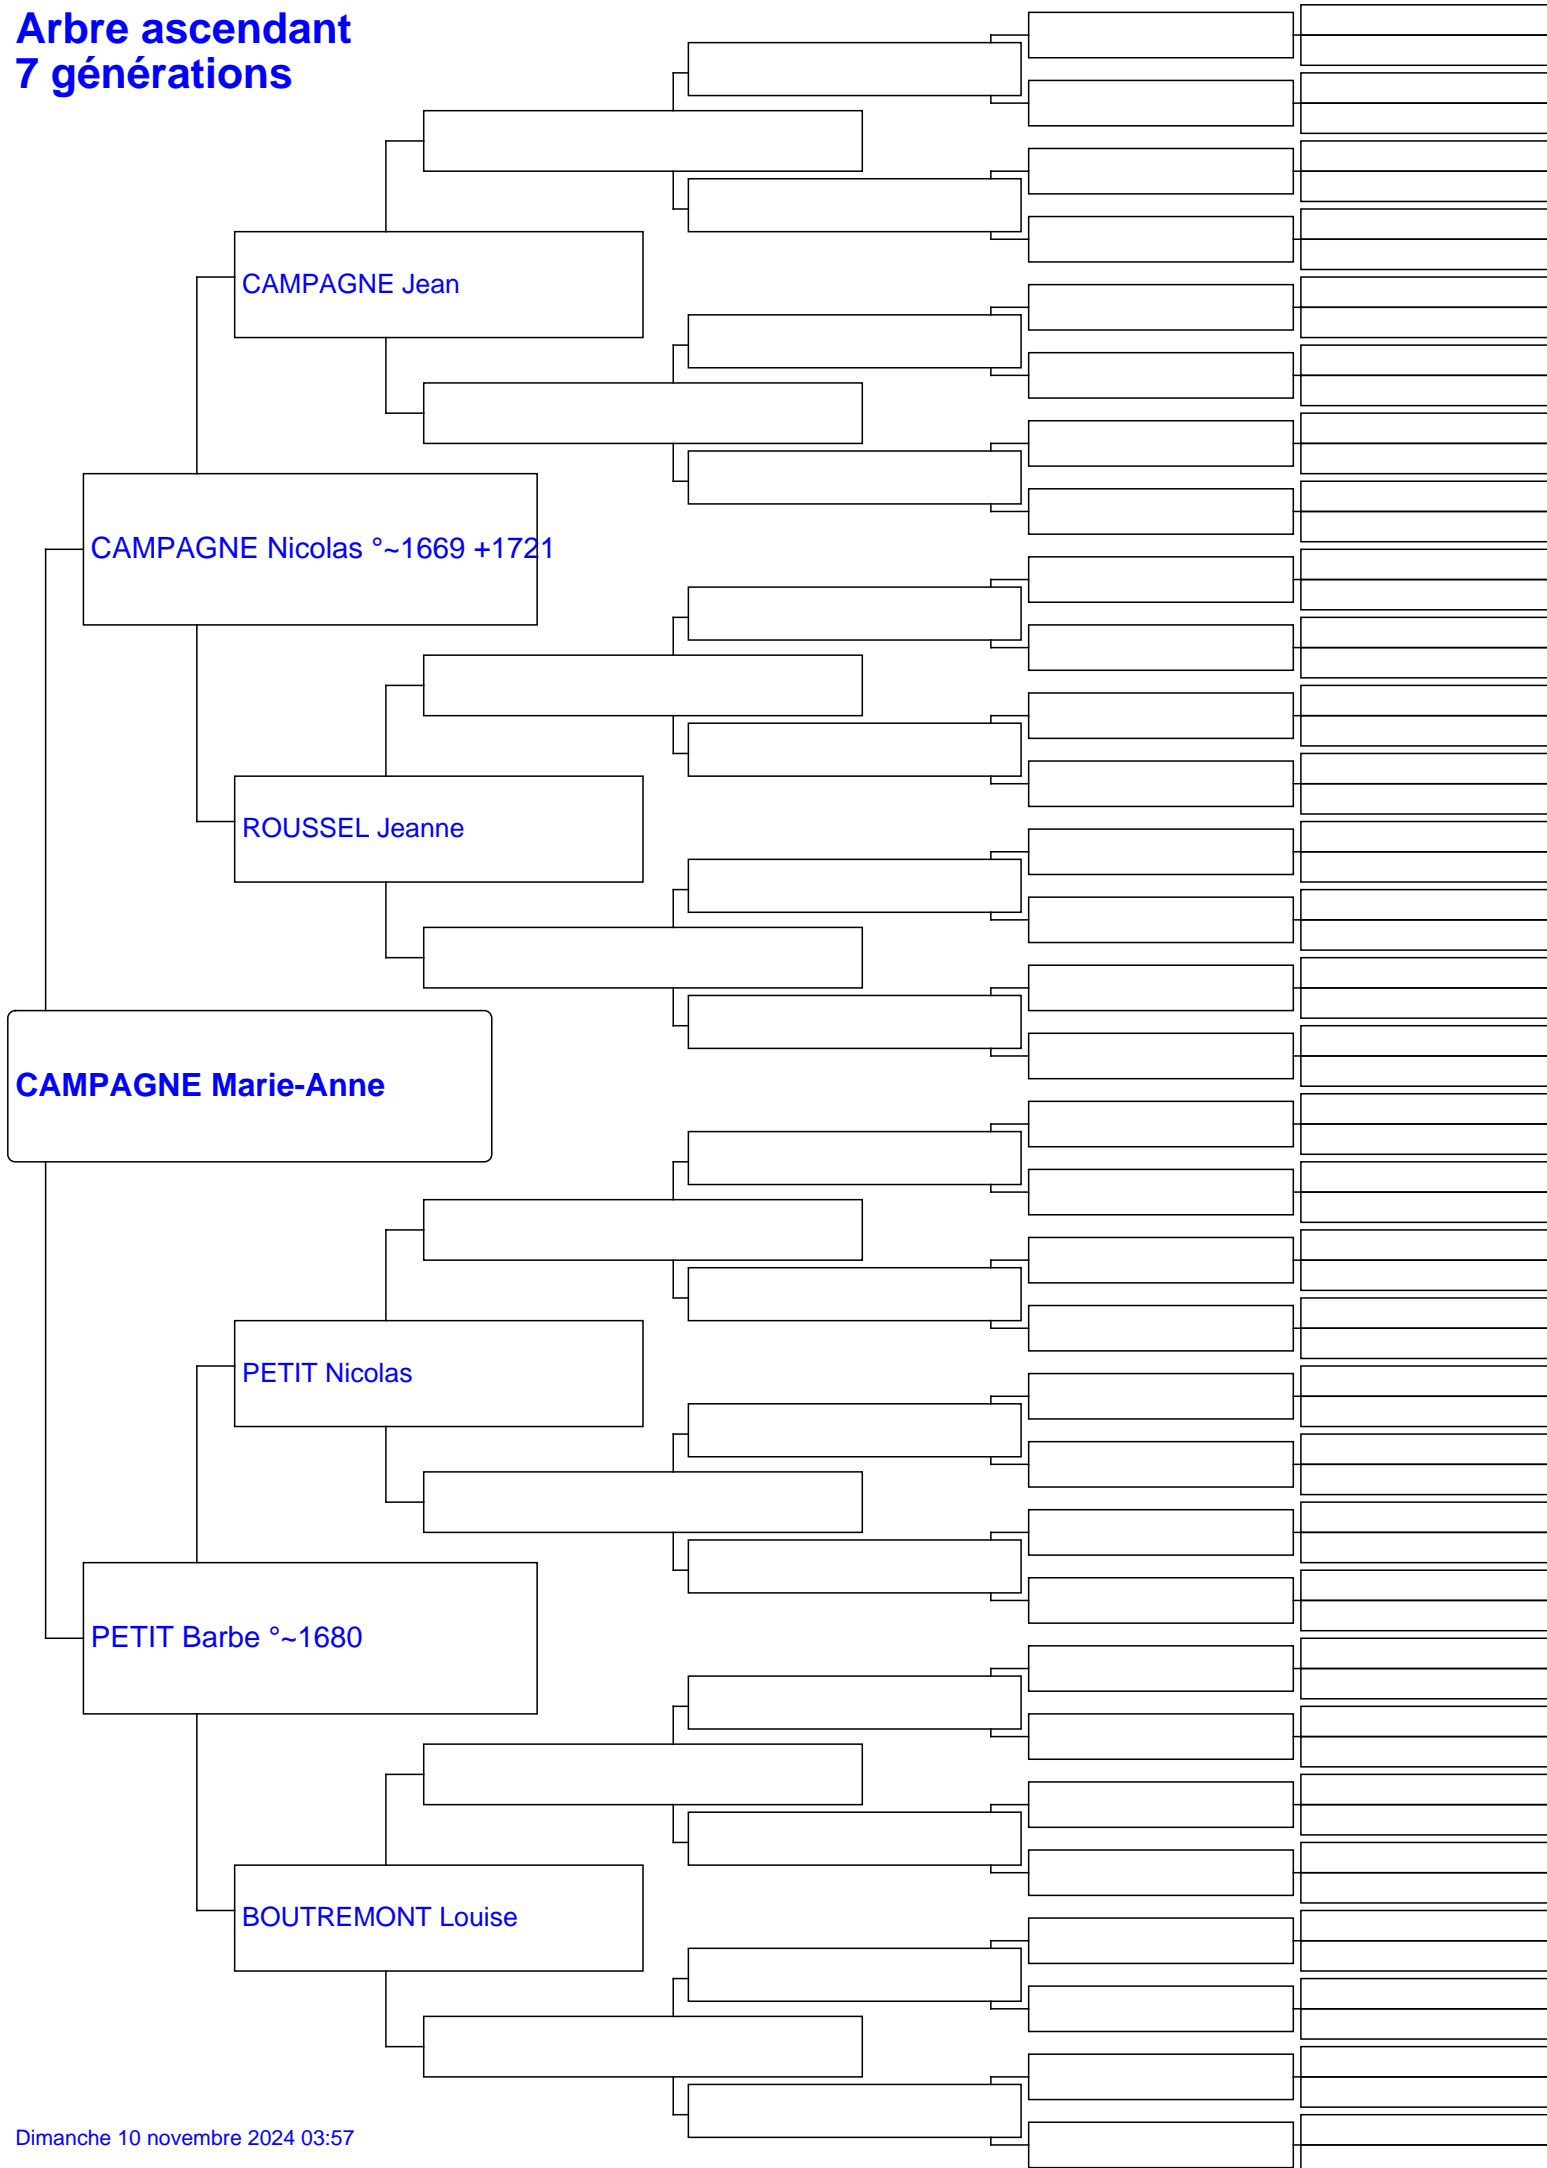 Arbre ascendant
7 générations
CAMPAGNE Jean
CAMPAGNE Nicolas °~1669 +1721
ROUSSEL Jeanne
CAMPAGNE Marie-Anne
PETIT Nicolas
PETIT Barbe °~1680
BOUTREMONT Louise
Dimanche 10 novembre 2024 03:57